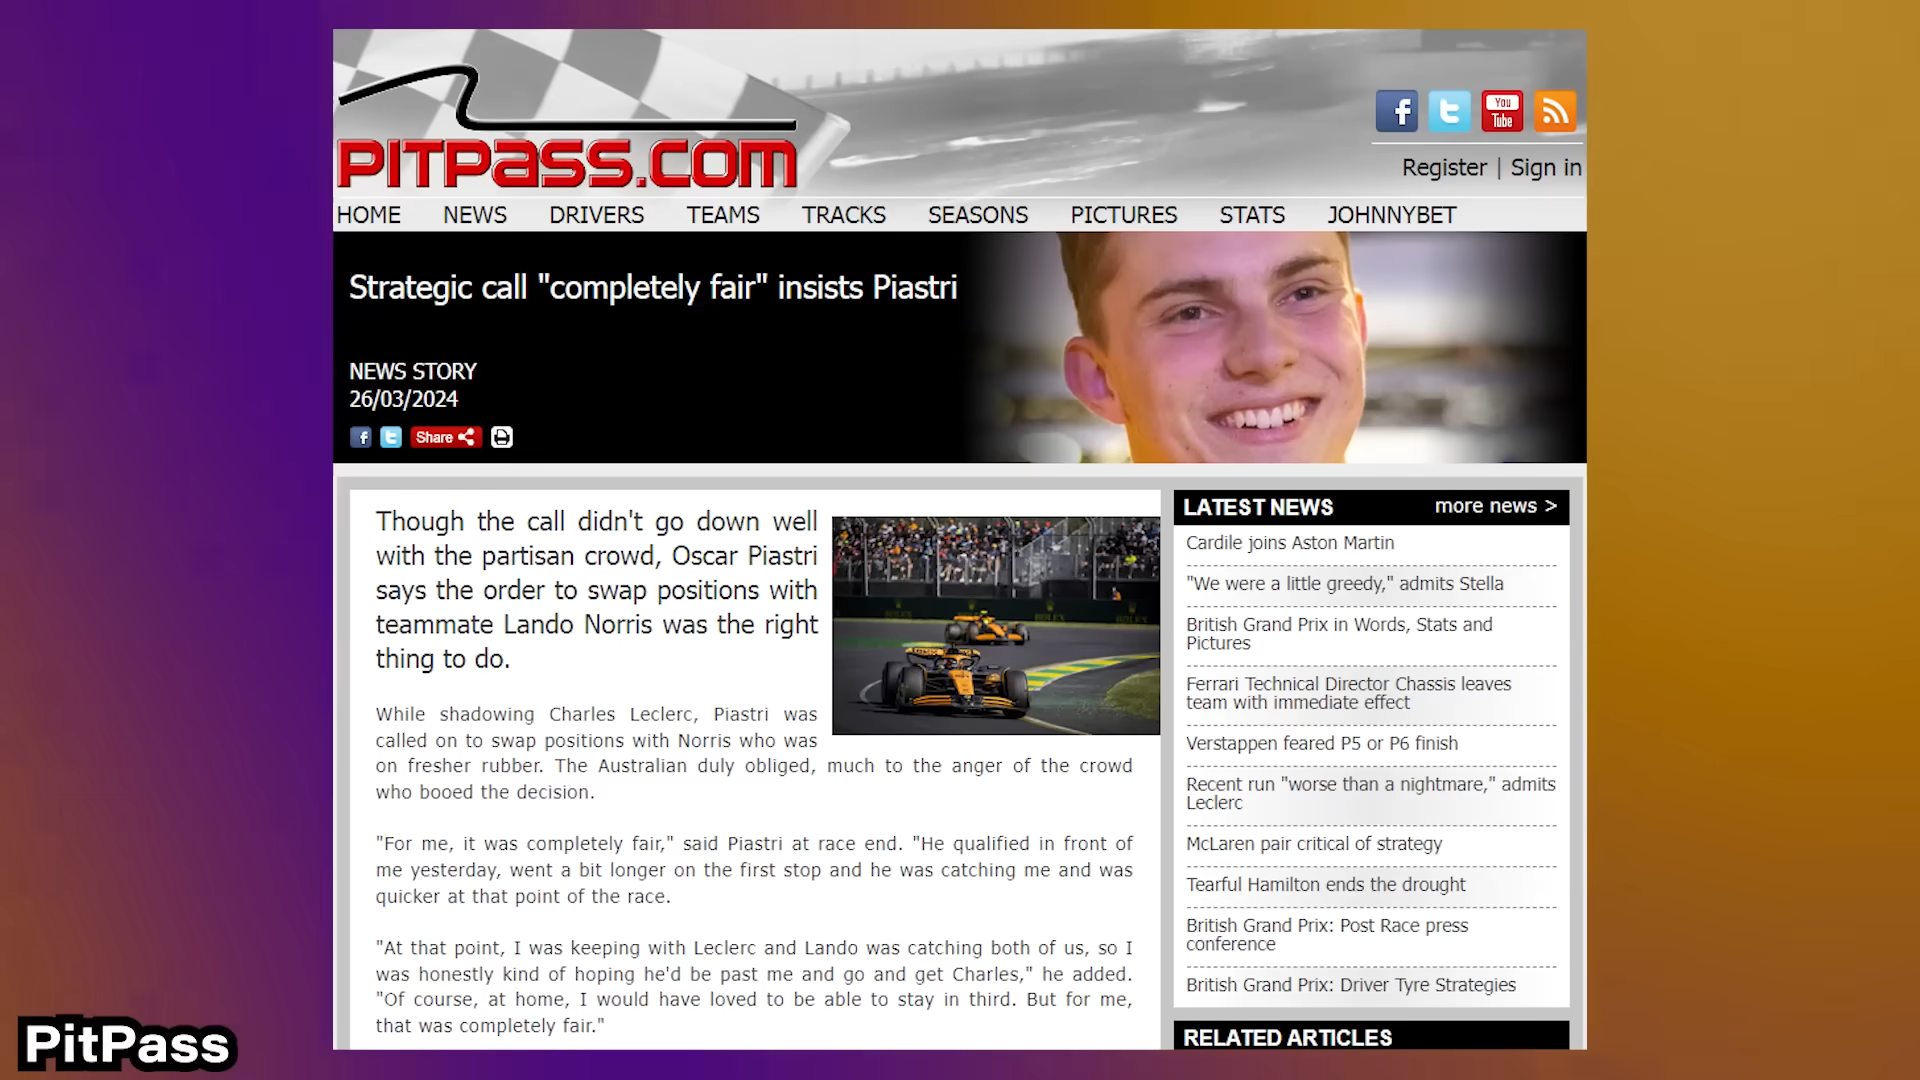 PITPASS.COM
You
Tube
Register | Sign in
HOME NEWS DRIVERS TEAMS TRACKS SEASONS PICTURES STATS JOHNNYBET
Strategic call "completely fair" insists Piastri
NEWS STORY
26/03/2024
Share
Though the call didn't go down well
with the partisan crowd, Oscar Piastri
says the order to swap positions with
teammate Lando Norris was the right
thing to do.
While shadowing Charles Leclerc, Piastri was
called on to swap positions with Norris who was
on fresher rubber. The Australian duly obliged, much to the anger of the crowd
who booed the decision.
"For me, it was completely fair," said Piastri at race end. "He qualified in front of
me yesterday, went a bit longer on the first stop and he was catching me and was
quicker at that point of the race.
"At that point, I was keeping with Leclerc and Lando was catching both of us, so I
was honestly kind of hoping he'd be past me and go and get Charles," he added.
"Of course, at home, I would have loved to be able to stay in third. But for me,
that was completely fair."
LATEST NEWS more news >
Cardile joins Aston Martin
"We were a little greedy," admits Stella
British Grand Prix in Words, Stats and
Pictures
Ferrari Technical Director Chassis leaves
team with immediate effect
Verstappen feared P5 or P6 finish
Recent run "worse than a nightmare," admits
Leclerc
McLaren pair critical of strategy
Tearful Hamilton ends the drought
British Grand Prix: Post Race press
conference
British Grand Prix: Driver Tyre Strategies
RELATED ARTICLES
PitPass